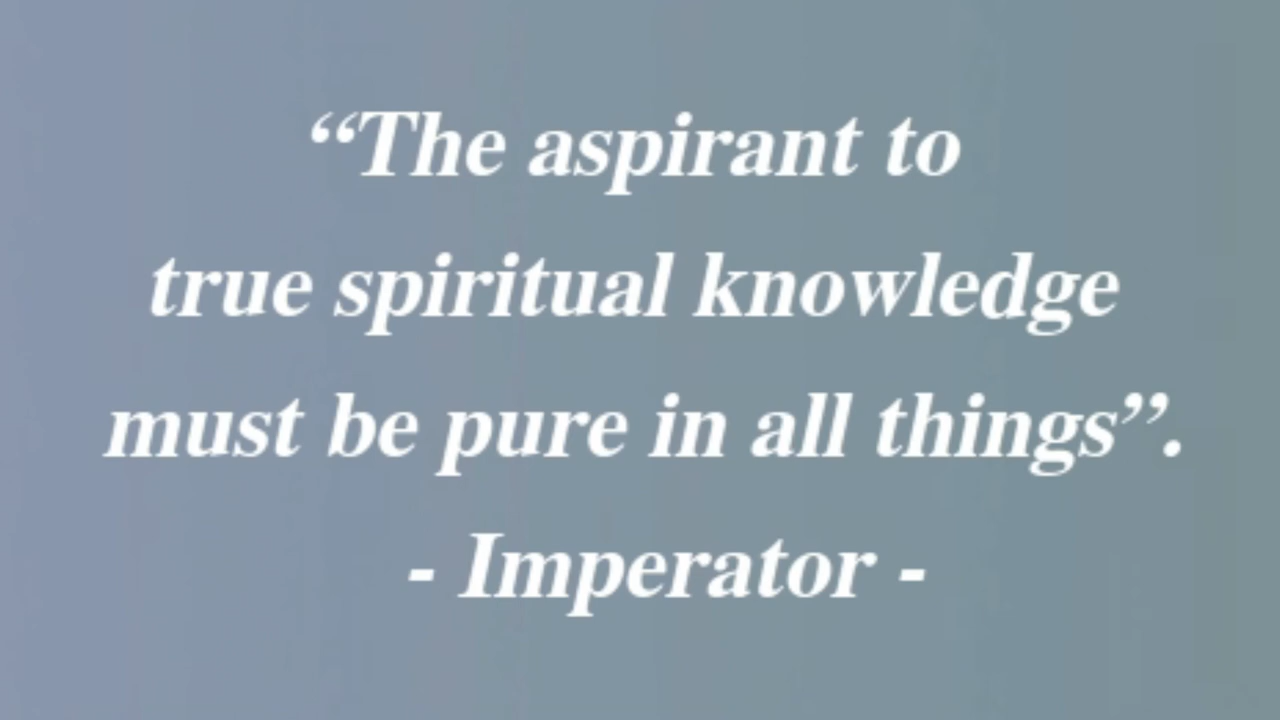 “The aspirant to
true spiritual knowledge
must be pure in all things”.
- Imperator -